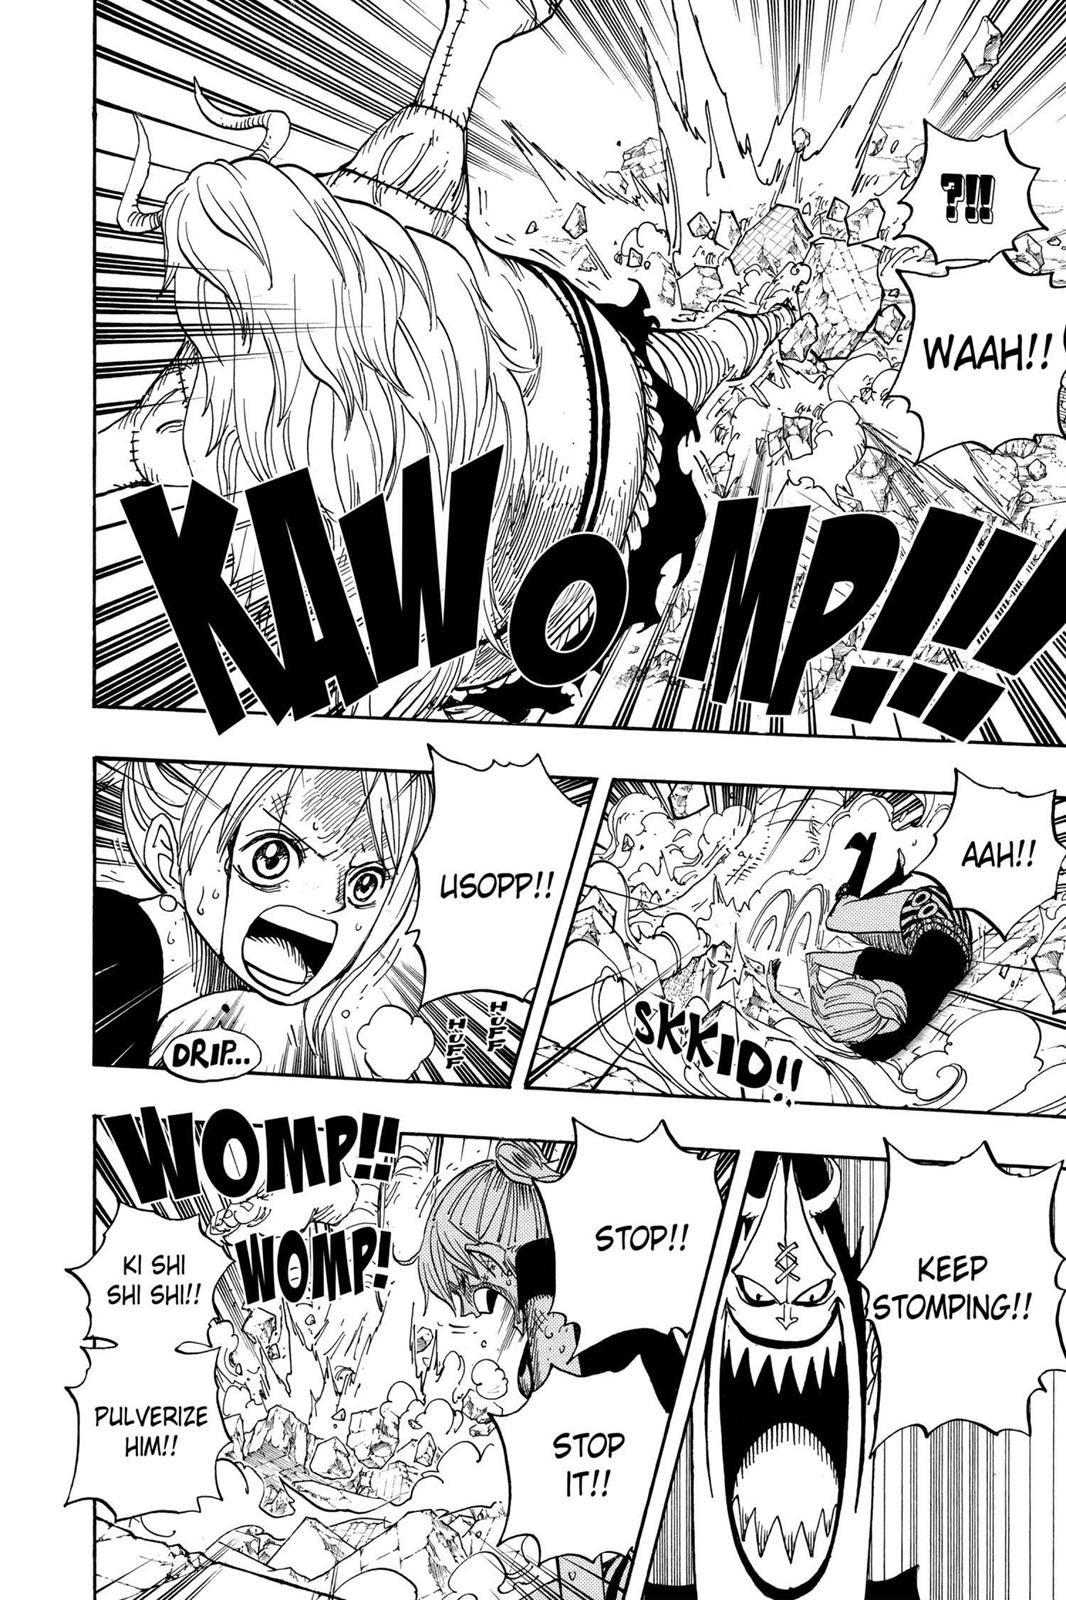 ?!!
WAAH!!
KAWOMP!!!
AAH!!
SKKID!!
USOPP!!
HUFF
HUFF
DRIP...
KEEP
STOMPING!!
STOP!!
STOP
IT!!
WOMP!!
WOMP!
KI SHI
SHI SHI!!
PULVERIZE
HIM!!